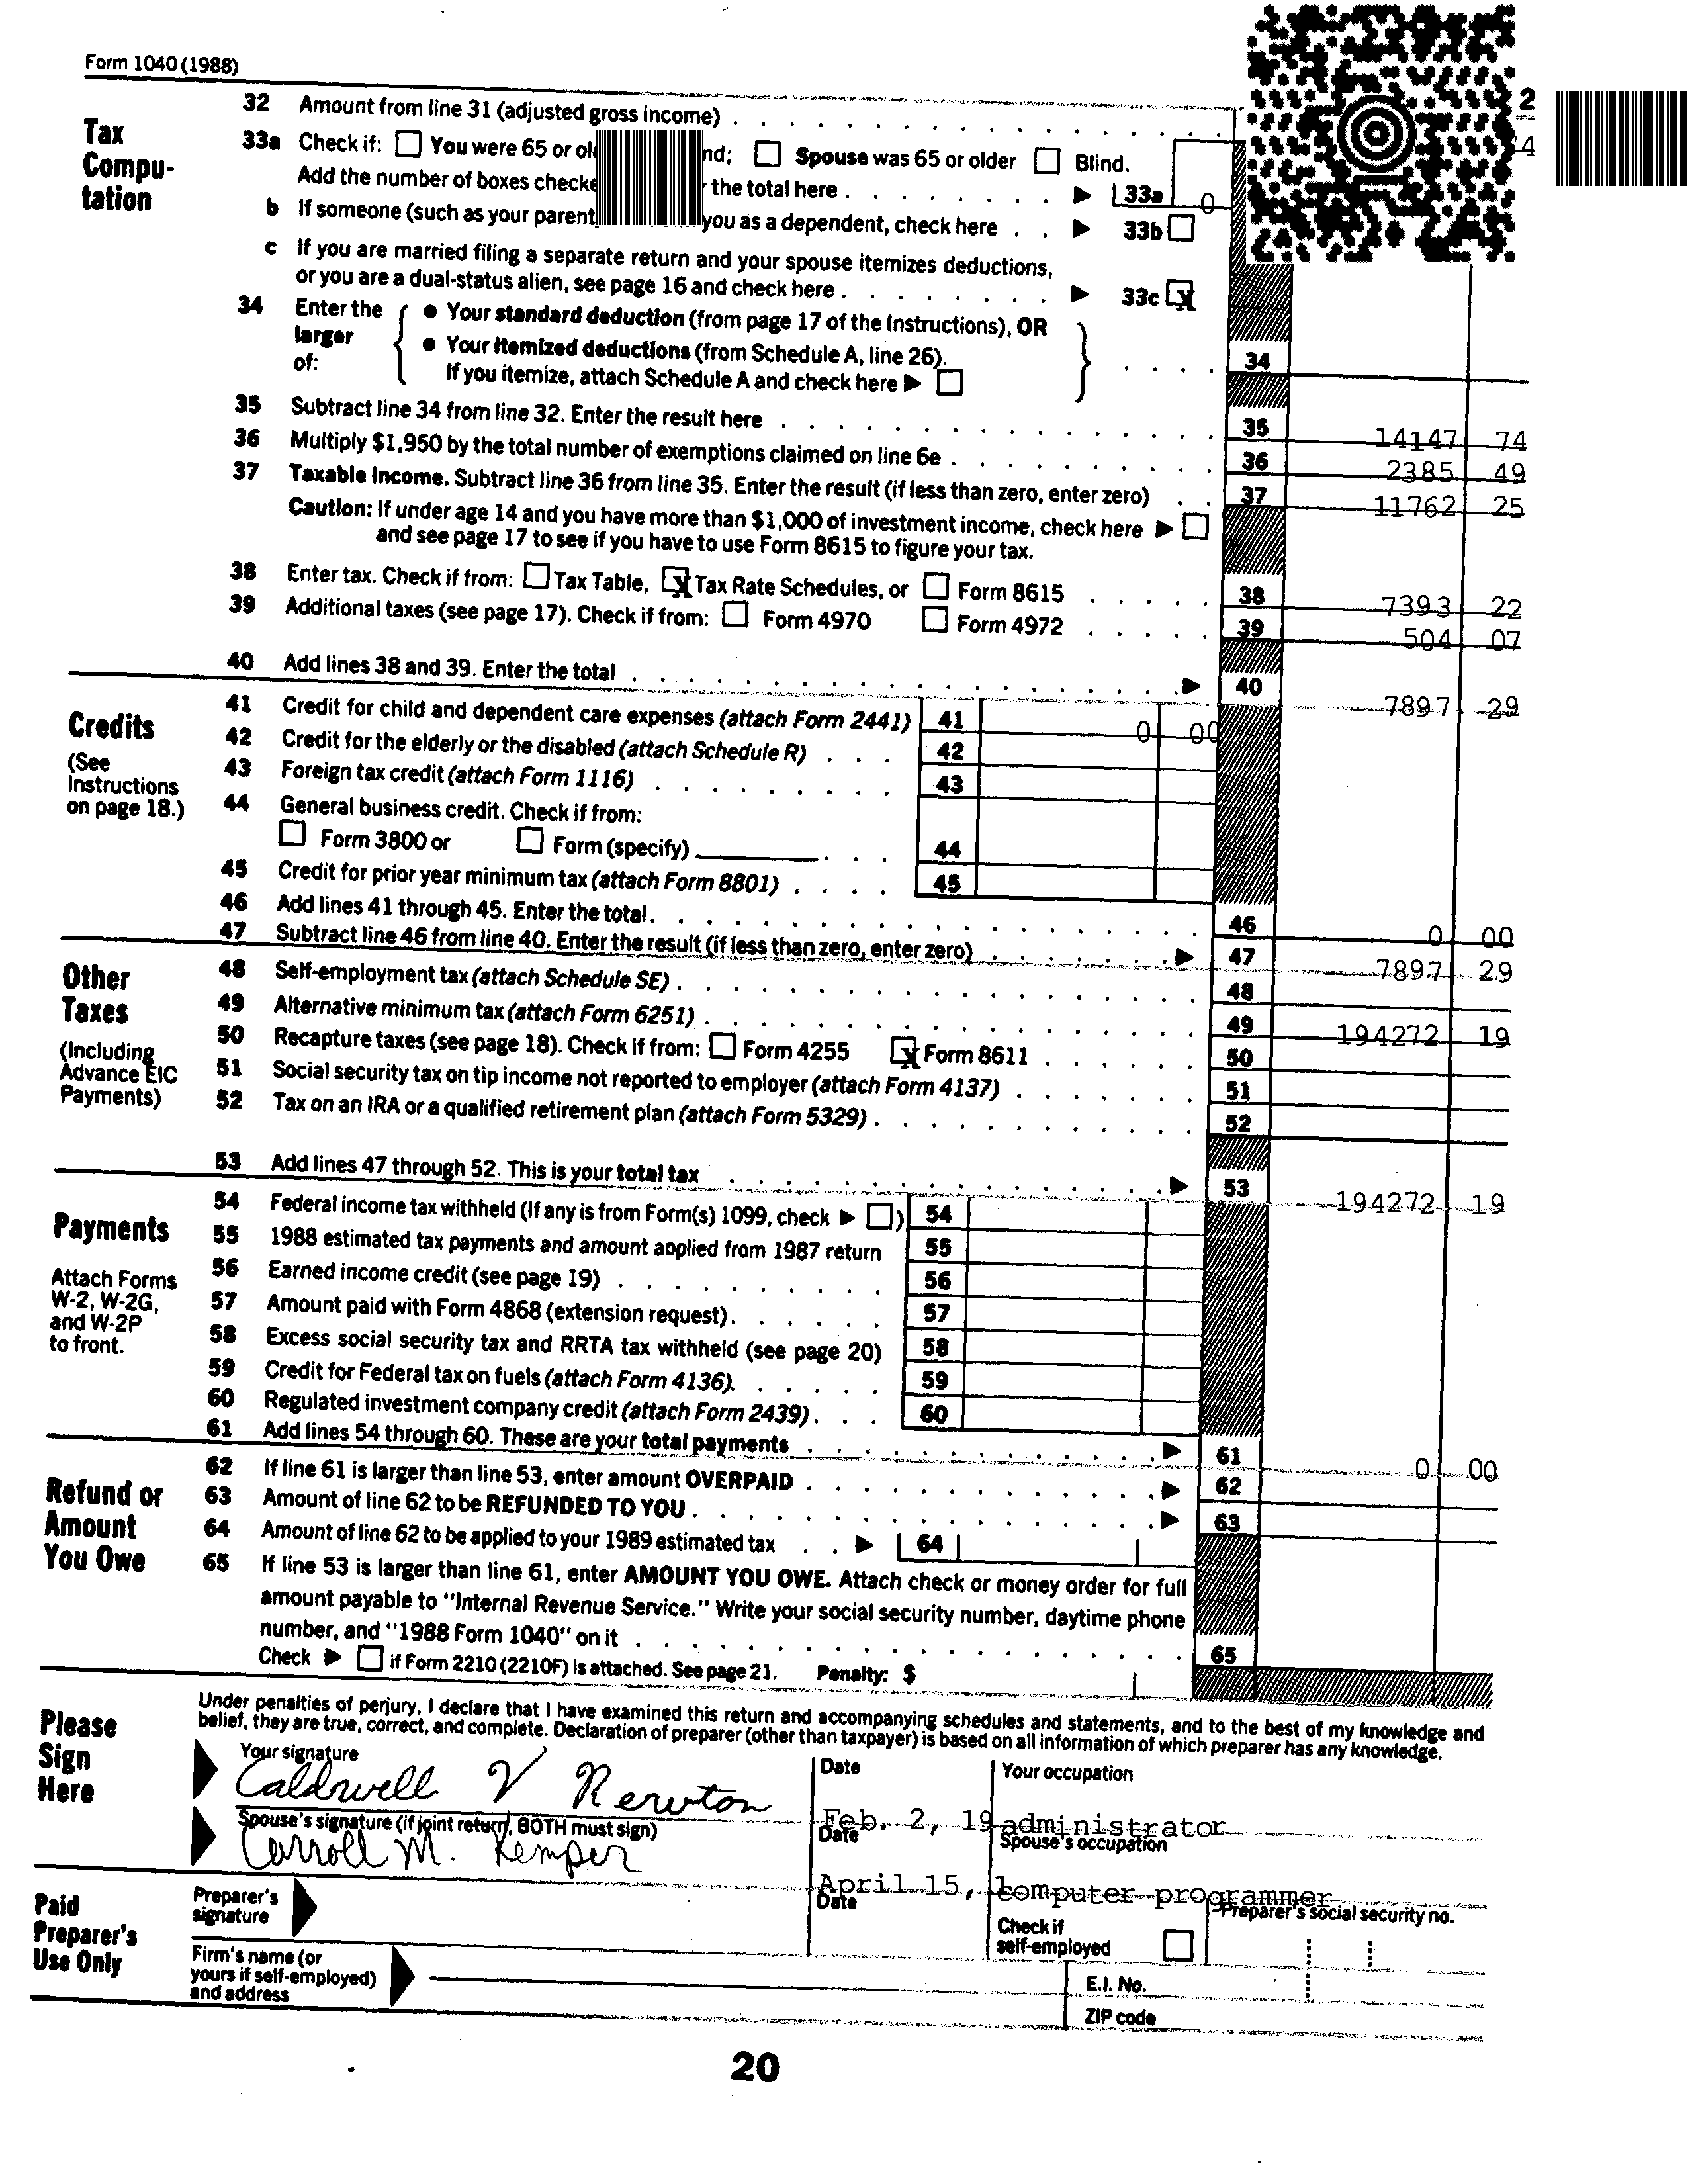 Form 1040 (1988)
2
Tax Compu-tation
32 Amount from line 31 (adjusted gross income)
4
33a Check if: You were 65 or nd; Spouse was 65 or older Blind.
Add the number of boxes the total here 33a 0
b If someone (such as your parent you as a dependent, check here 33b
c If you are married filing a separate return and your spouse itemizes deductions,
or you are a dual-status alien, see page 16 and check here 33c X
34 Enter the larger of:
• Your standard deduction (from page 17 of the Instructions), OR
• Your itemized deductions (from Schedule A, line 26).
If you itemize, attach Schedule A and check here
34
35 Subtract line 34 from line 32. Enter the result here 35 14147 74
36 Multiply $1,950 by the total number of exemptions claimed on line 6e 36 2385 49
37 Taxable income. Subtract line 36 from line 35. Enter the result (if less than zero, enter zero) 37 11762 25
Caution: If under age 14 and you have more than $1,000 of investment income, check here
and see page 17 to see if you have to use Form 8615 to figure your tax.
38 Enter tax. Check if from: Tax Table, X Tax Rate Schedules, or Form 8615 38 7393 22
39 Additional taxes (see page 17). Check if from: Form 4970 Form 4972 39 504 07
40 Add lines 38 and 39. Enter the total 40 7897 29
Credits
(See Instructions on page 18.)
41 Credit for child and dependent care expenses (attach Form 2441) 41 0 00
42 Credit for the elderly or the disabled (attach Schedule R) 42
43 Foreign tax credit (attach Form 1116) 43
44 General business credit. Check if from:
Form 3800 or Form (specify) 44
45 Credit for prior year minimum tax (attach Form 8801) 45
46 Add lines 41 through 45. Enter the total. 46 0 00
47 Subtract line 46 from line 40. Enter the result (if less than zero, enter zero) 47 7897 29
Other Taxes
(Including Advance EIC Payments)
48 Self-employment tax (attach Schedule SE) 48
49 Alternative minimum tax (attach Form 6251) 49 194272 19
50 Recapture taxes (see page 18). Check if from: Form 4255 X Form 8611 50
51 Social security tax on tip income not reported to employer (attach Form 4137) 51
52 Tax on an IRA or a qualified retirement plan (attach Form 5329) 52
53 Add lines 47 through 52. This is your total tax 53 194272 19
Payments
Attach Forms W-2, W-2G, and W-2P to front.
54 Federal income tax withheld (If any is from Form(s) 1099, check ) 54
55 1988 estimated tax payments and amount applied from 1987 return 55
56 Earned income credit (see page 19) 56
57 Amount paid with Form 4868 (extension request) 57
58 Excess social security tax and RRTA tax withheld (see page 20) 58
59 Credit for Federal tax on fuels (attach Form 4136). 59
60 Regulated investment company credit (attach Form 2439) 60
61 Add lines 54 through 60. These are your total payments 61 0 00
Refund or Amount You Owe
62 If line 61 is larger than line 53, enter amount OVERPAID 62
63 Amount of line 62 to be REFUNDED TO YOU 63
64 Amount of line 62 to be applied to your 1989 estimated tax 64
65 If line 53 is larger than line 61, enter AMOUNT YOU OWE. Attach check or money order for full
amount payable to "Internal Revenue Service." Write your social security number, daytime phone
number, and "1988 Form 1040" on it 65
Check if Form 2210 (2210F) is attached. See page 21. Penalty: $
Please Sign Here
Under penalties of perjury, I declare that I have examined this return and accompanying schedules and statements, and to the best of my knowledge and
belief, they are true, correct, and complete. Declaration of preparer (other than taxpayer) is based on all information of which preparer has any knowledge.
Your signature Date Your occupation
Caldwell V Rewton Feb. 2, 19 administrator
Spouse's signature (if joint return, BOTH must sign) Date Spouse's occupation
Carroll M. Kemper April 15, 1 computer programmer
Paid Preparer's Use Only
Preparer's signature Date Check if self-employed Preparer's social security no.
Firm's name (or yours if self-employed) and address
E.I. No.
ZIP code
20